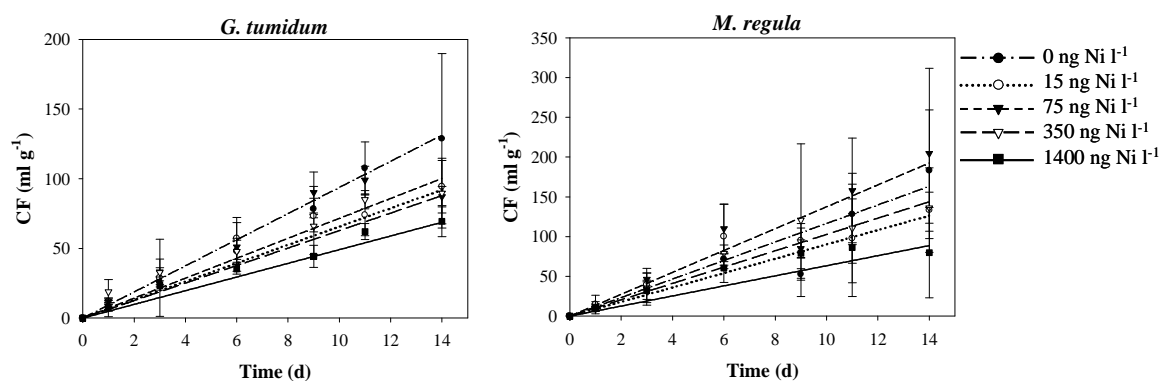 G. tumidum
CF (ml g-1)
200
150
100
50
0
0 2 4 6 8 10 12 14
Time (d)
M. regula
CF (ml g-1)
350
300
250
200
150
100
50
0
0 2 4 6 8 10 12 14
Time (d)
0 ng Ni l-1
15 ng Ni l-1
75 ng Ni l-1
350 ng Ni l-1
1400 ng Ni l-1